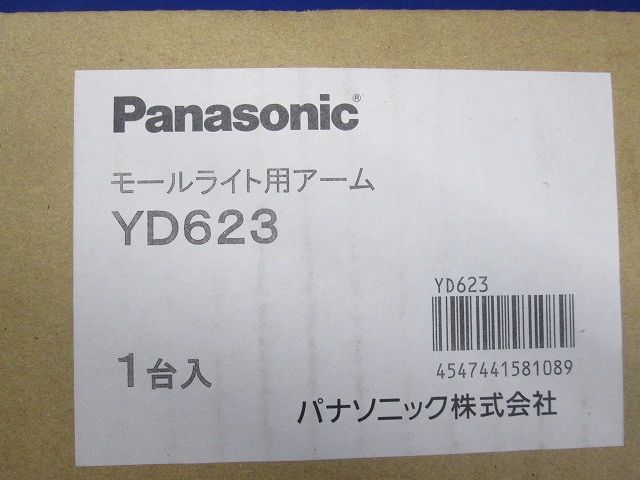 Panasonic®
モールライト用アーム
YD623
YD623
4547441581089
1台入
パナソニック株式会社